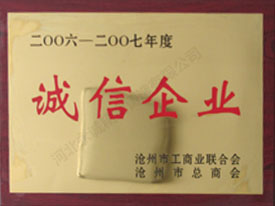 二〇〇六—二〇〇七年度
诚信企业
沧州市工商业联合会
沧州市总商会